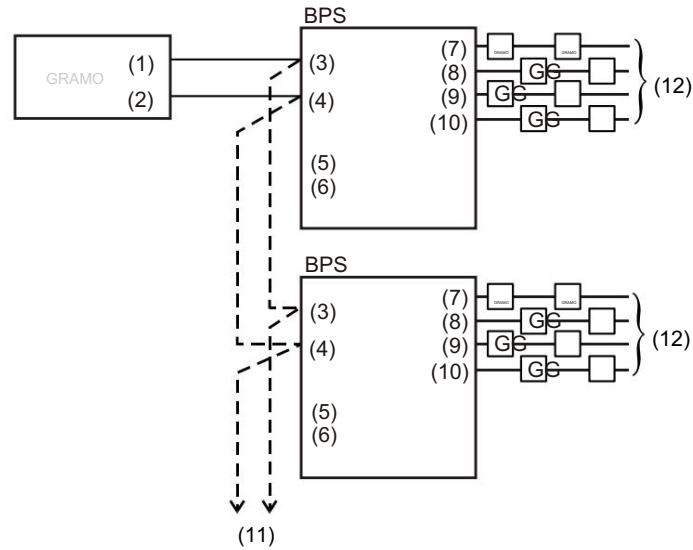 BPS
GRAMO
(1)
(2)
(3)
(4)
(5)
(6)
(7)
(8)
(9)
(10)
GRAMO GRAMO
GG
GG
GG
(12)
BPS
(3)
(4)
(5)
(6)
(7)
(8)
(9)
(10)
GRAMO GRAMO
GG
GG
GG
(12)
(11)